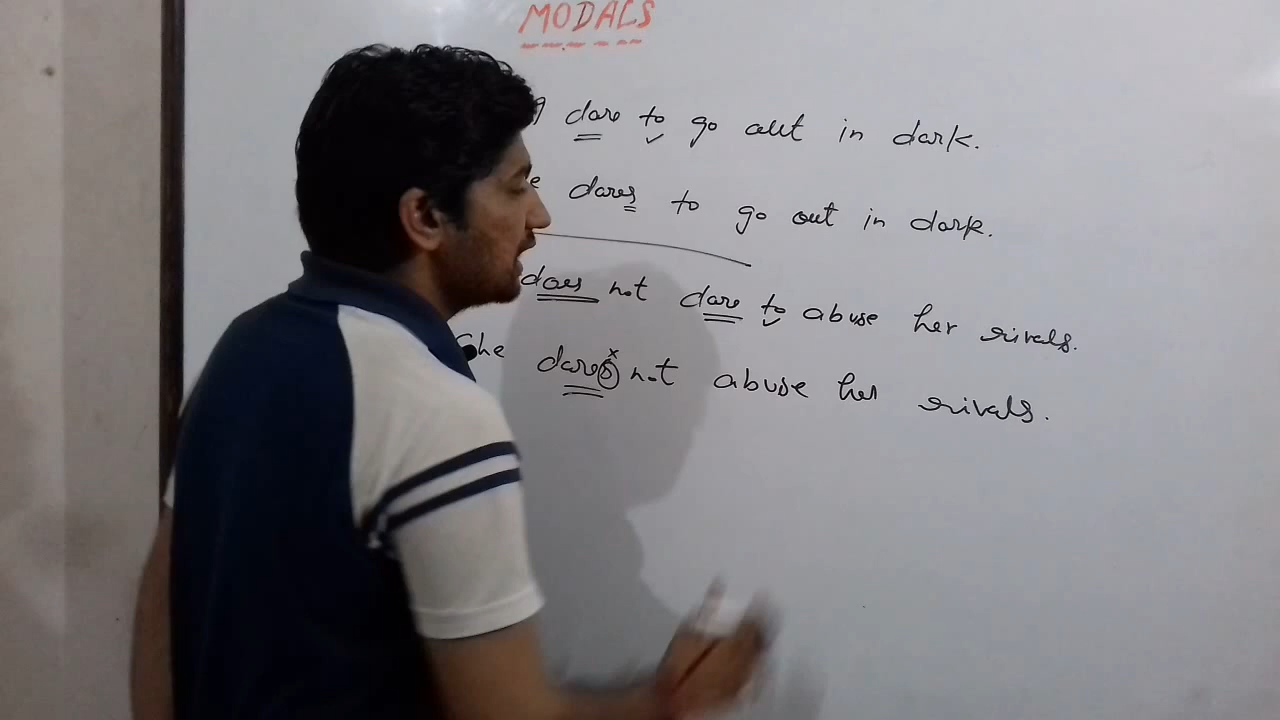 MODALS
dare to go out in dark.
dares to go out in dark.
does not dare to abuse her rivals.
She dares not abuse her rivals.